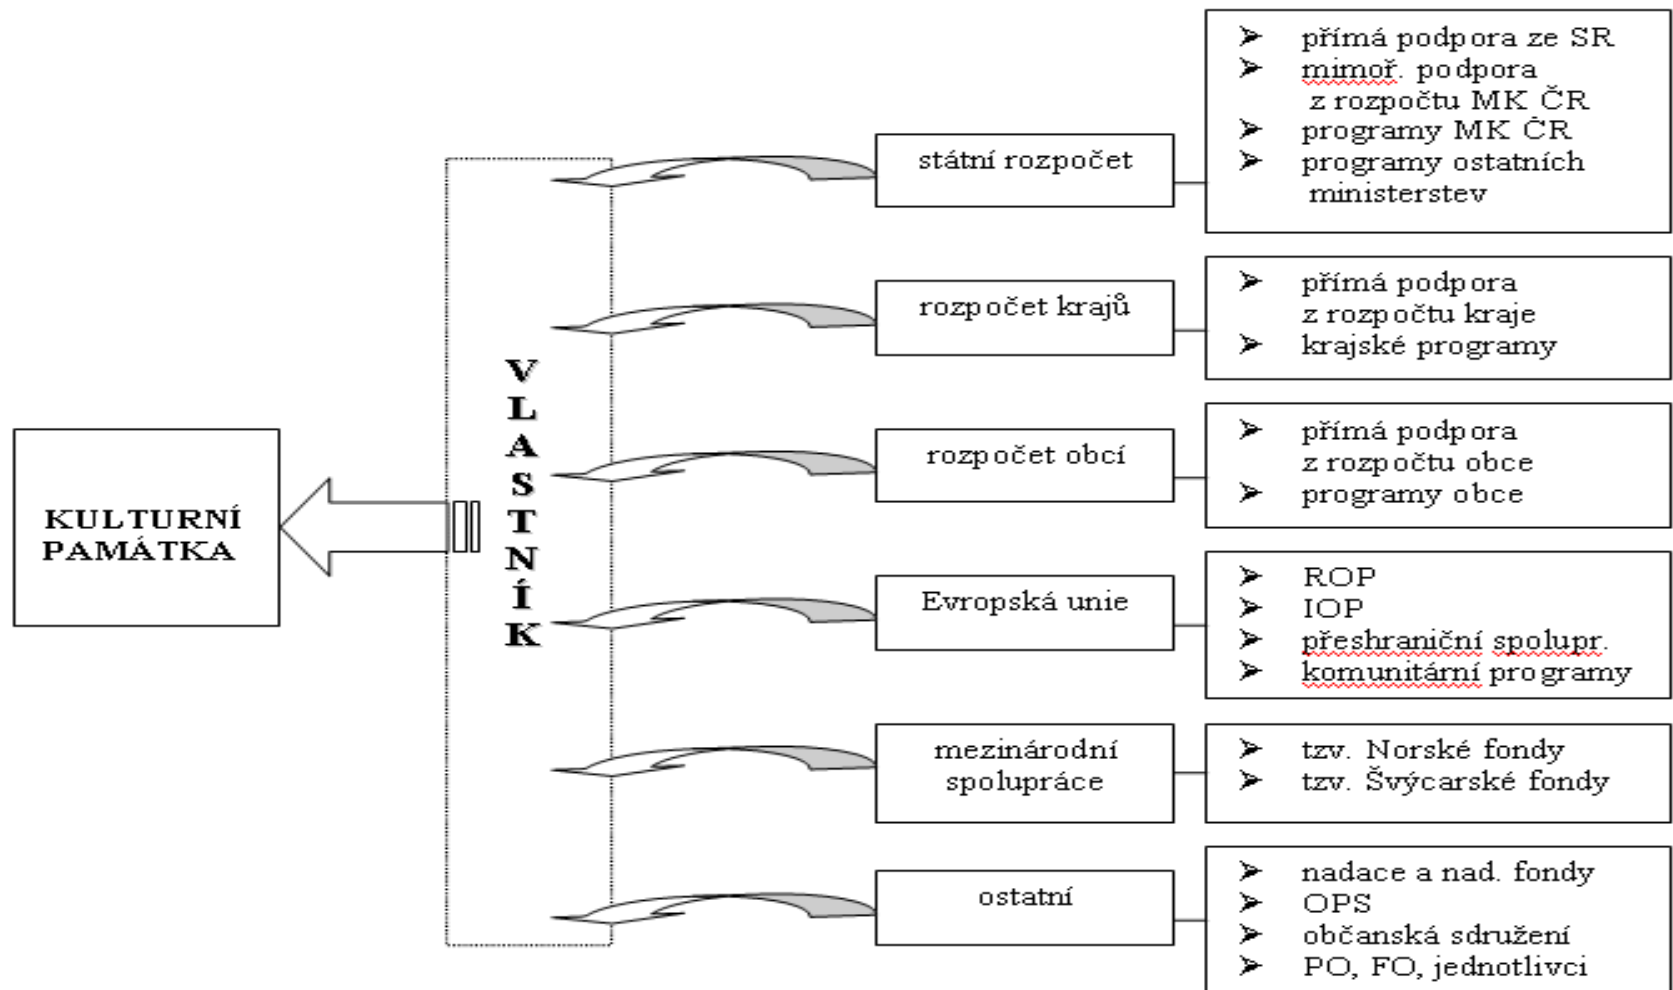 KULTURNÍ
PAMÁTKA
VLASTNÍK
státní rozpočet
➢ přímá podpora ze SR
➢ mimoř. podpora
z rozpočtu MK ČR
➢ programy MK ČR
➢ programy ostatních
ministerstev
rozpočet krajů
➢ přímá podpora
z rozpočtu kraje
➢ krajské programy
rozpočet obcí
➢ přímá podpora
z rozpočtu obce
➢ programy obce
Evropská unie
➢ ROP
➢ IOP
➢ přeshraniční spolupr.
➢ komunitární programy
mezinárodní
spolupráce
➢ tzv. Norské fondy
➢ tzv. Švýcarské fondy
ostatní
➢ nadace a nad. fondy
➢ OPS
➢ občanská sdružení
➢ PO, FO, jednotlivci